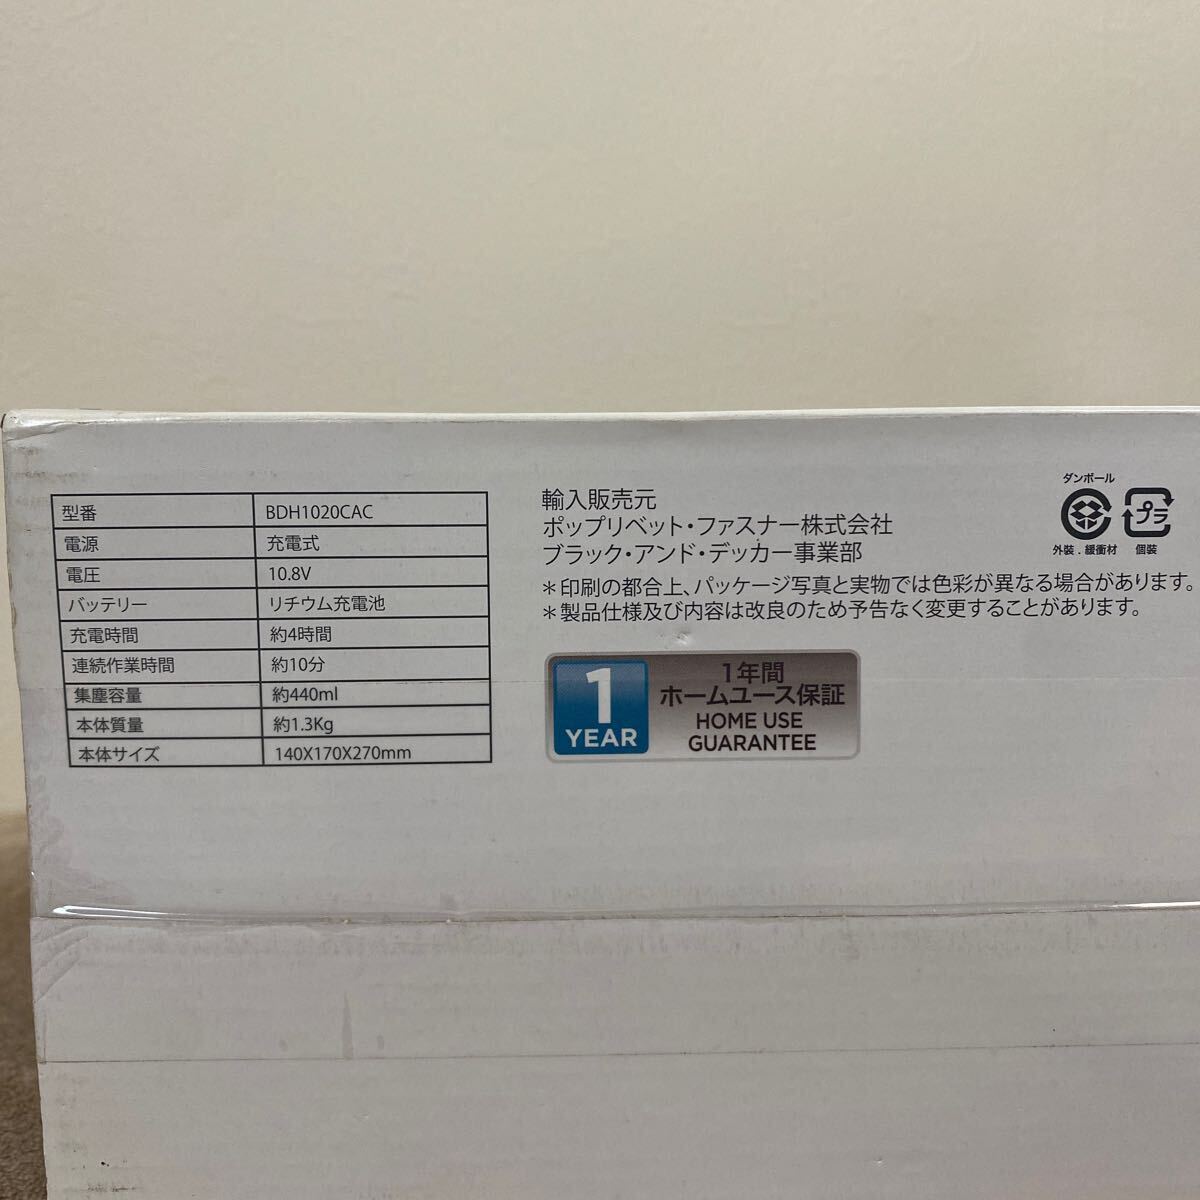 型番 BDH1020CAC
電源 充電式
電圧 10.8V
バッテリー リチウム充電池
充電時間 約4時間
連続作業時間 約10分
集塵容量 約440ml
本体質量 約1.3Kg
本体サイズ 140X170X270mm
輸入販売元
ポップリベット・ファスナー株式会社
ブラック・アンド・デッカー事業部
＊印刷の都合上、パッケージ写真と実物では色彩が異なる場合があります。
＊製品仕様及び内容は改良のため予告なく変更することがあります。
1
YEAR
1年間
ホームユース保証
HOME USE
GUARANTEE
ダンボール
外装．緩衝材
プラ
個装